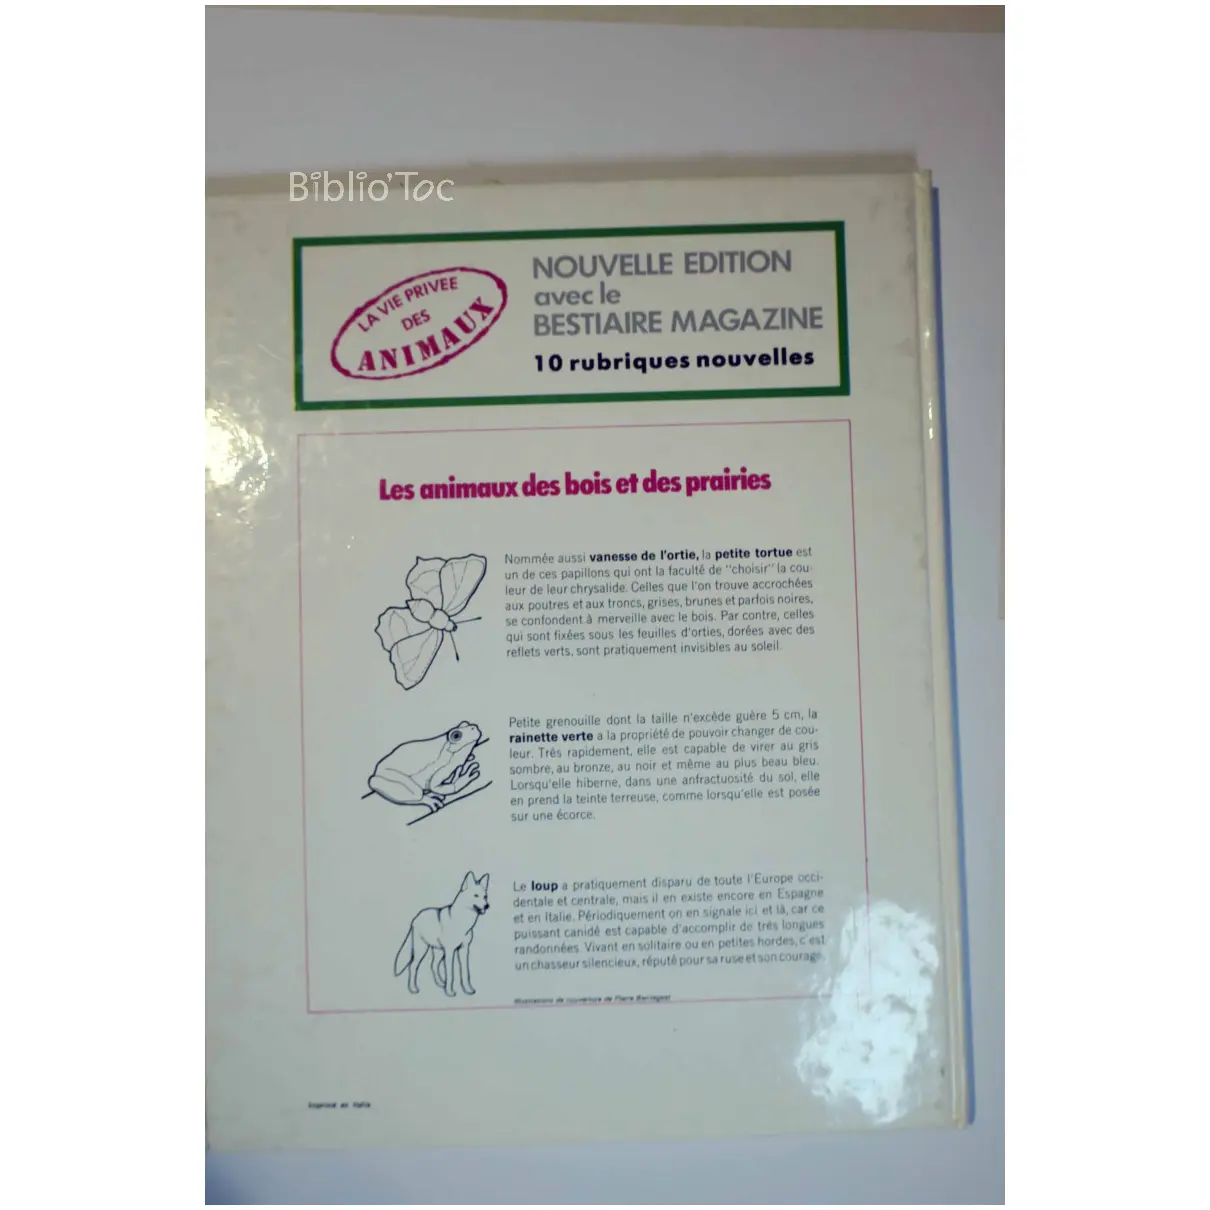 Biblio'Toc
LA VIE PRIVEE
DES
ANIMAUX
NOUVELLE EDITION
avec le
BESTIAIRE MAGAZINE
10 rubriques nouvelles
Les animaux des bois et des prairies
Nommée aussi vanesse de l'ortie, la petite tortue est
un de ces papillons qui ont la faculté de "choisir" la cou-
leur de leur chrysalide. Celles que l'on trouve accrochées
aux poutres et aux troncs, grises, brunes et parfois noires,
se confondent à merveille avec le bois. Par contre, celles
qui sont fixées sous les feuilles d'orties, dorées avec des
reflets verts, sont pratiquement invisibles au soleil.
Petite grenouille dont la taille n'excède guère 5 cm, la
rainette verte a la propriété de pouvoir changer de cou-
leur. Très rapidement, elle est capable de virer au gris
sombre, au bronze, au noir et même au plus beau bleu.
Lorsqu'elle hiberne, dans une anfractuosité du sol, elle
en prend la teinte terreuse, comme lorsqu'elle est posée
sur une écorce.
Le loup a pratiquement disparu de toute l'Europe occi-
dentale et centrale, mais il en existe encore en Espagne
et en Italie. Périodiquement on en signale ici et là, car ce
puissant canidé est capable d'accomplir de très longues
randonnées. Vivant en solitaire ou en petites hordes, c'est
un chasseur silencieux, réputé pour sa ruse et son courage.
Illustrations de couverture de Pierre
Imprimé en Italie